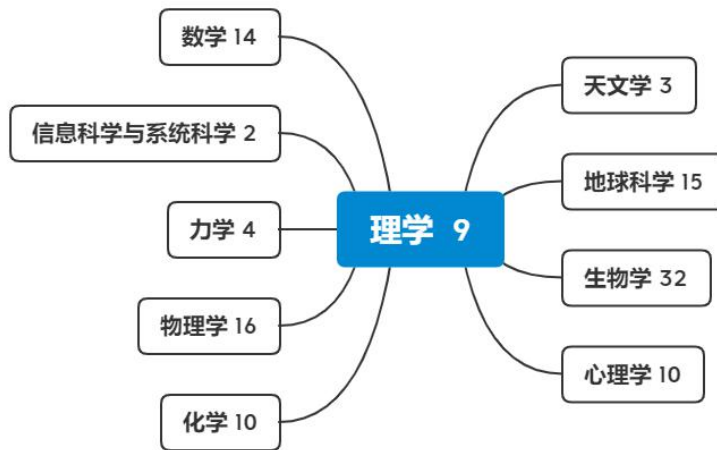 数学 14
信息科学与系统科学 2
力学 4
物理学 16
化学 10
理学 9
天文学 3
地球科学 15
生物学 32
心理学 10